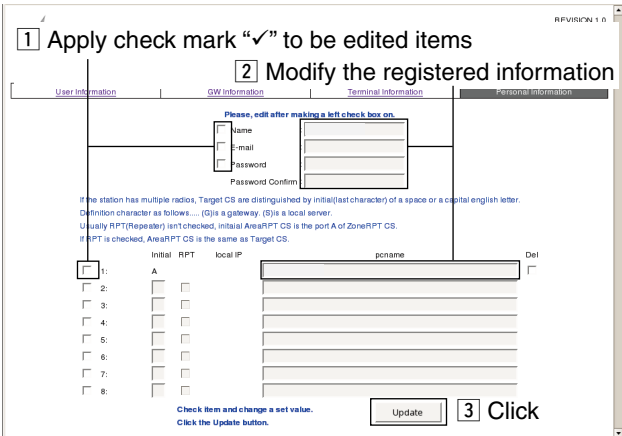 REVISION 1.0
1 Apply check mark “✓” to be edited items
2 Modify the registered information
User Information GW Information Terminal Information Personal Information
Please, edit after making a left check box on.
Name :
E-mail
Password
Password Confirm :
If the station has multiple radios, Target CS are distinguished by initial(last character) of a space or a capital english letter.
Definition character as follows..... (G)is a gateway. (S)is a local server.
Usually RPT(Repeater) isn't checked, initaial AreaRPT CS is the port A of ZoneRPT CS.
If RPT is checked, AreaRPT CS is the same as Target CS.
Initial RPT local IP pcname Del
1: A
2:
3:
4:
5:
6:
7:
8:
Check item and change a set value.
Click the Update button.
Update 3 Click